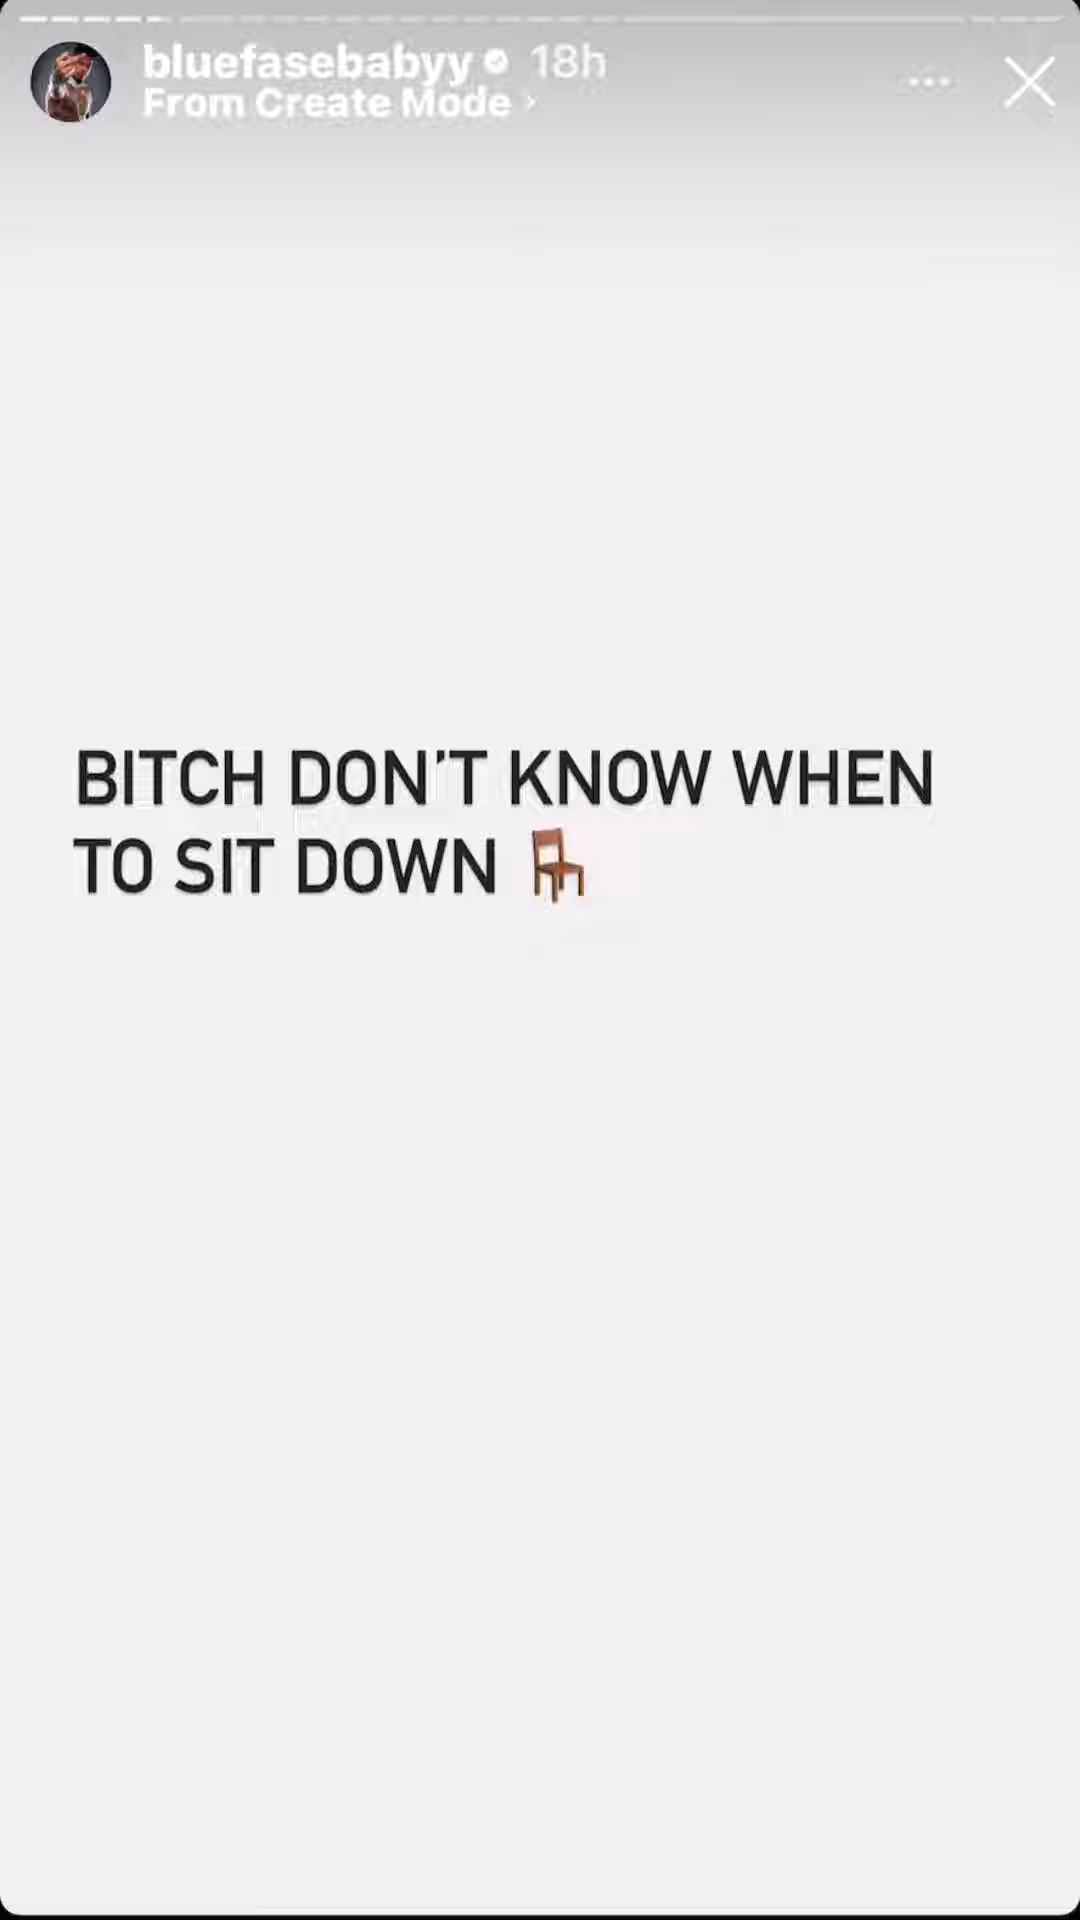 bluefasebabyy 18h
From Create Mode ›
BITCH DON'T KNOW WHEN
TO SIT DOWN 🪑